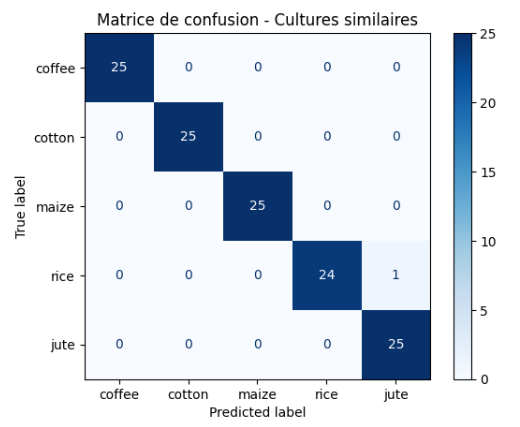 Matrice de confusion - Cultures similaires
True label
coffee 25 0 0 0 0
cotton 0 25 0 0 0
maize 0 0 25 0 0
rice 0 0 0 24 1
jute 0 0 0 0 25
coffee cotton maize rice jute
Predicted label
25
20
15
10
5
0